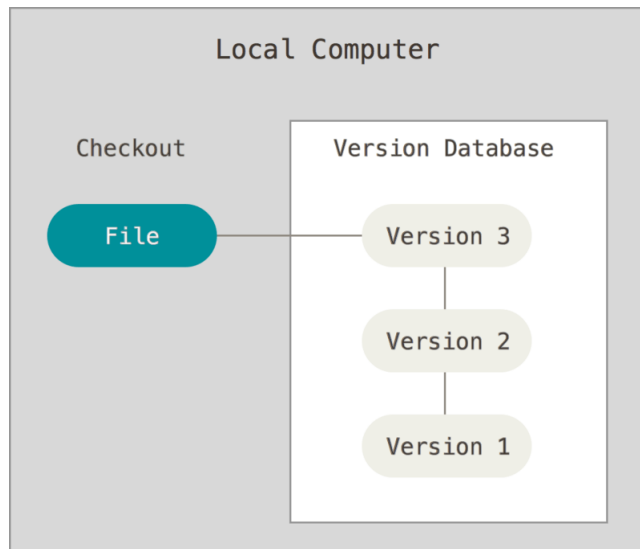 Local Computer
Checkout
Version Database
File
Version 3
Version 2
Version 1